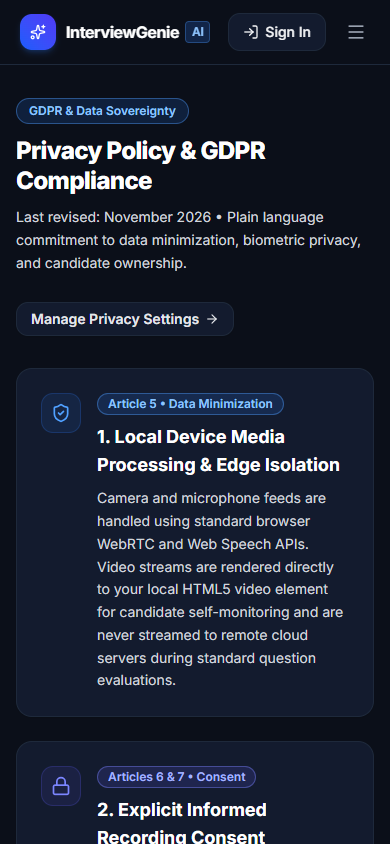 InterviewGenie AI Sign In
GDPR & Data Sovereignty
Privacy Policy & GDPR
Compliance
Last revised: November 2026 • Plain language
commitment to data minimization, biometric privacy,
and candidate ownership.
Manage Privacy Settings →
Article 5 • Data Minimization
1. Local Device Media
Processing & Edge Isolation
Camera and microphone feeds are
handled using standard browser
WebRTC and Web Speech APIs.
Video streams are rendered directly
to your local HTML5 video element
for candidate self-monitoring and are
never streamed to remote cloud
servers during standard question
evaluations.
Articles 6 & 7 • Consent
2. Explicit Informed
Recording Consent